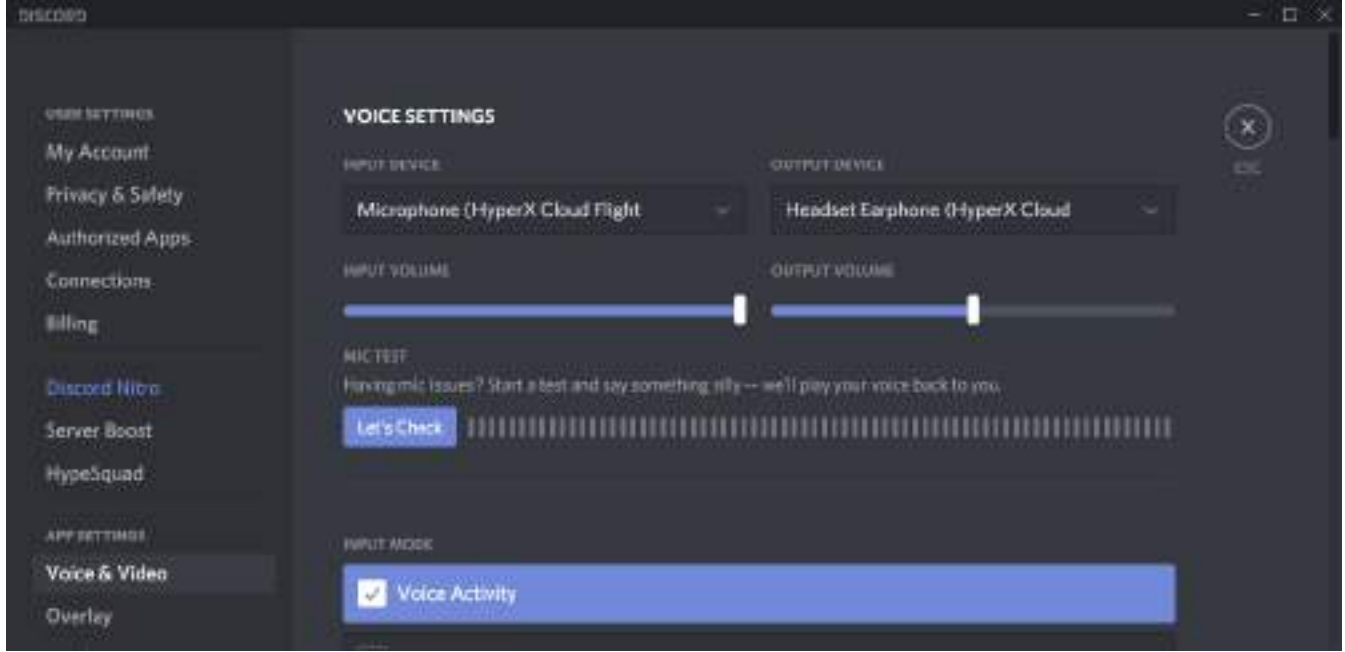 DISCORD
USER SETTINGS
My Account
Privacy & Safety
Authorized Apps
Connections
Billing
Discord Nitro
Server Boost
HypeSquad
APP SETTINGS
Voice & Video
Overlay
VOICE SETTINGS
INPUT DEVICE
Microphone (HyperX Cloud Flight
OUTPUT DEVICE
Headset Earphone (HyperX Cloud
INPUT VOLUME
OUTPUT VOLUME
MIC TEST
Having mic issues? Start a test and say something silly -- we'll play your voice back to you.
Let's Check
INPUT MODE
Voice Activity
ESC